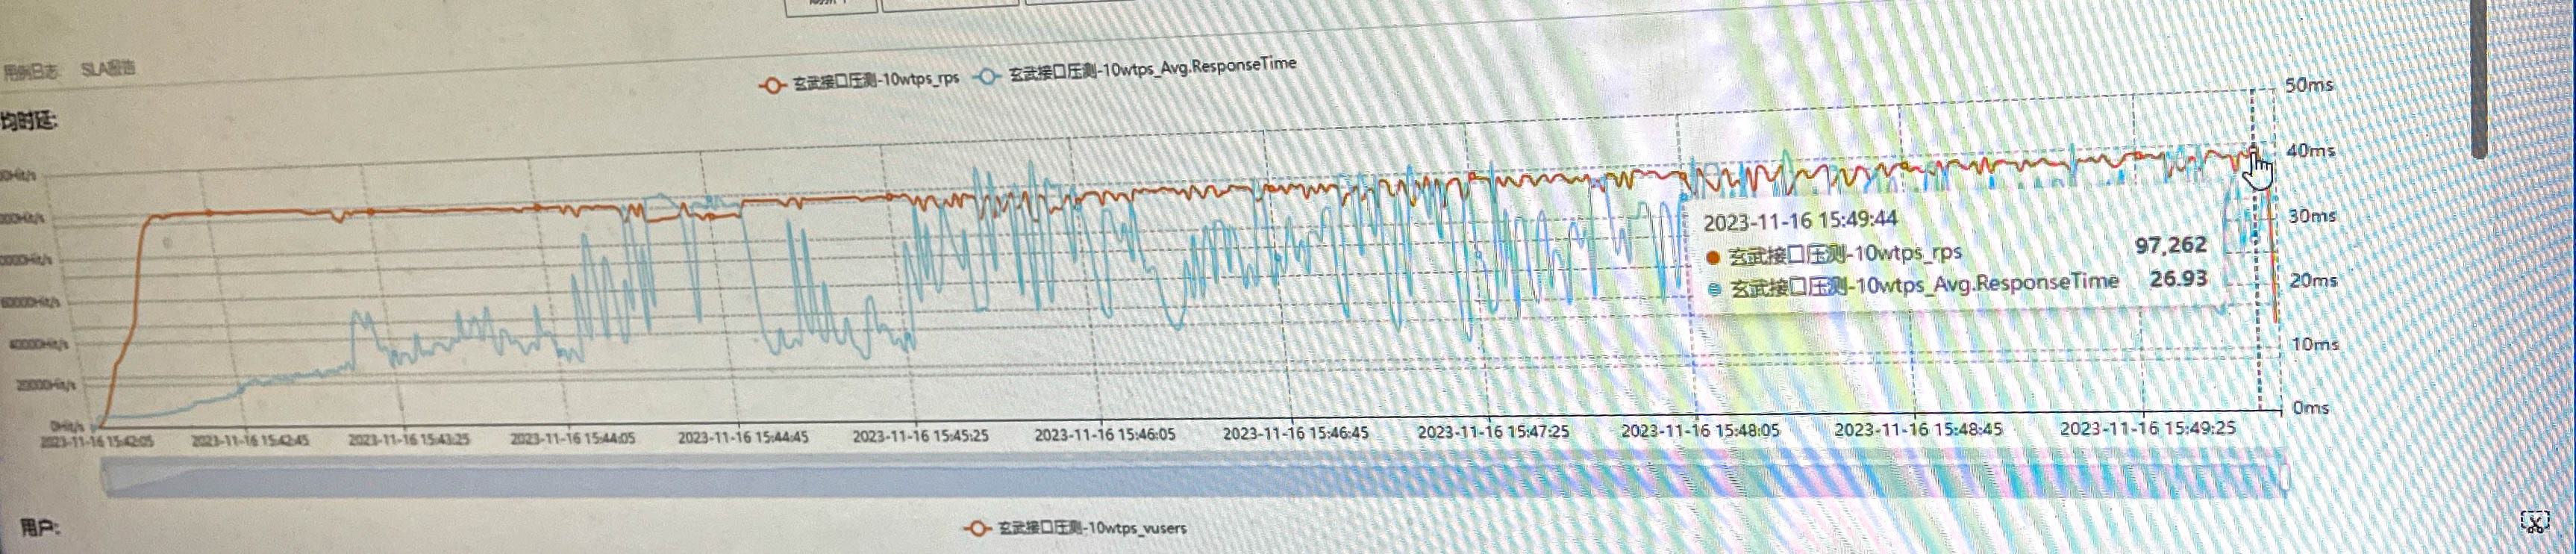 用例日志 SLA报告
玄武接口压测-10wtps_rps 玄武接口压测-10wtps_Avg.ResponseTime
均时延:
50ms
40ms
30ms
20ms
10ms
0ms
00Hit/s
000Hit/s
0000Hit/s
60000Hit/s
40000Hit/s
20000Hit/s
0Hit/s
2023-11-16 15:49:44
玄武接口压测-10wtps_rps 97,262
玄武接口压测-10wtps_Avg.ResponseTime 26.93
2023-11-16 15:42:05 2023-11-16 15:42:45 2023-11-16 15:43:25 2023-11-16 15:44:05 2023-11-16 15:44:45 2023-11-16 15:45:25 2023-11-16 15:46:05 2023-11-16 15:46:45 2023-11-16 15:47:25 2023-11-16 15:48:05 2023-11-16 15:48:45 2023-11-16 15:49:25
用户:
玄武接口压测-10wtps_vusers